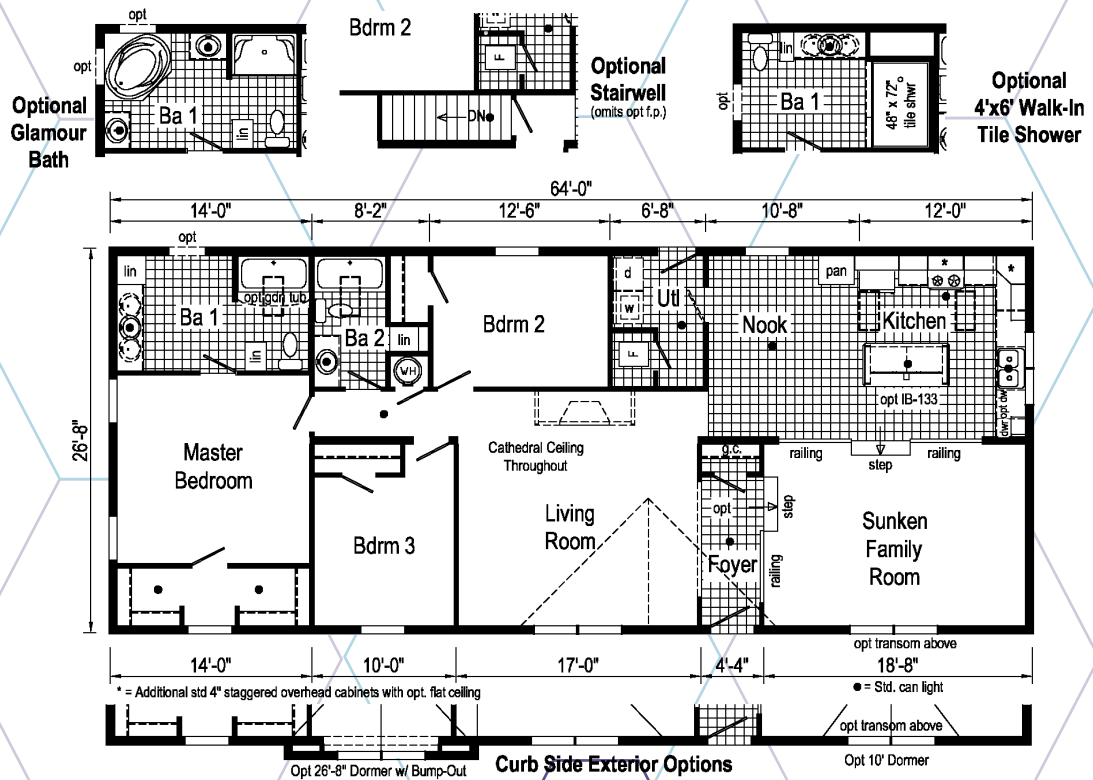 opt
opt
Optional
Glamour
Bath
Ba 1
lin
Bdrm 2
F
DN
Optional
Stairwell
(omits opt f.p.)
opt
lin
Ba 1
48" x 72"
tile shwr
Optional
4'x6' Walk-In
Tile Shower
64'-0"
14'-0"
8'-2"
12'-6"
6'-8"
10'-8"
12'-0"
26'-8"
opt
lin
opt gdn tub
Ba 1
lin
Ba 2
lin
WH
Bdrm 2
d
w
Utl
F
Nook
pan
*
*
Kitchen
opt IB-133
dwr
opt dw
railing
step
railing
Master
Bedroom
Bdrm 3
Cathedral Ceiling
Throughout
Living
Room
g.c.
opt
step
Foyer
railing
Sunken
Family
Room
opt transom above
14'-0"
10'-0"
17'-0"
4'-4"
18'-8"
* = Additional std 4" staggered overhead cabinets with opt. flat ceiling
● = Std. can light
opt transom above
Opt 26'-8" Dormer w/ Bump-Out
Curb Side Exterior Options
Opt 10' Dormer